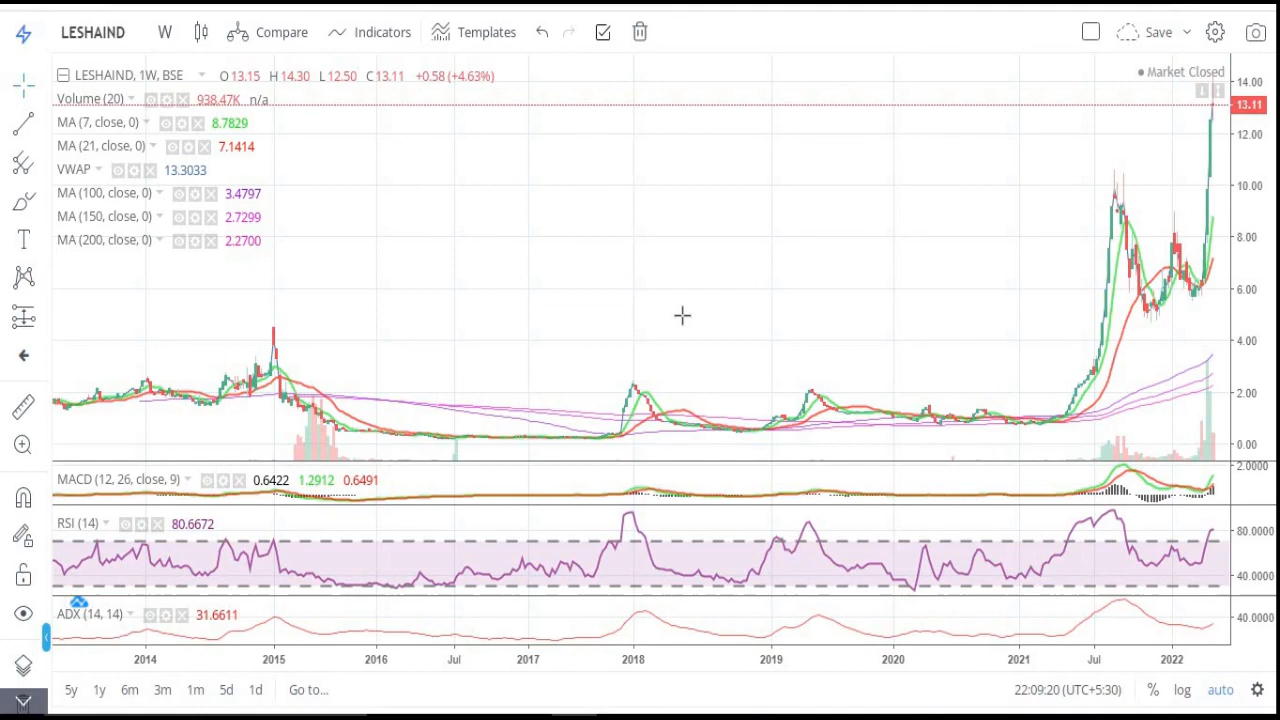 LESHAIND W Compare Indicators Templates Save
LESHAIND, 1W, BSE O 13.15 H 14.30 L 12.50 C 13.11 +0.58 (+4.63%)
Market Closed
Volume (20) 938.47K n/a
MA (7, close, 0) 8.7829
MA (21, close, 0) 7.1414
VWAP 13.3033
MA (100, close, 0) 3.4797
MA (150, close, 0) 2.7299
MA (200, close, 0) 2.2700
14.00
13.11
12.00
10.00
8.00
6.00
4.00
2.00
0.00
MACD (12, 26, close, 9) 0.6422 1.2912 0.6491
2.0000
0.0000
RSI (14) 80.6672
80.0000
40.0000
ADX (14, 14) 31.6611
40.0000
2014 2015 2016 Jul 2017 2018 2019 2020 2021 Jul 2022
5y 1y 6m 3m 1m 5d 1d Go to... 22:09:20 (UTC+5:30) % log auto